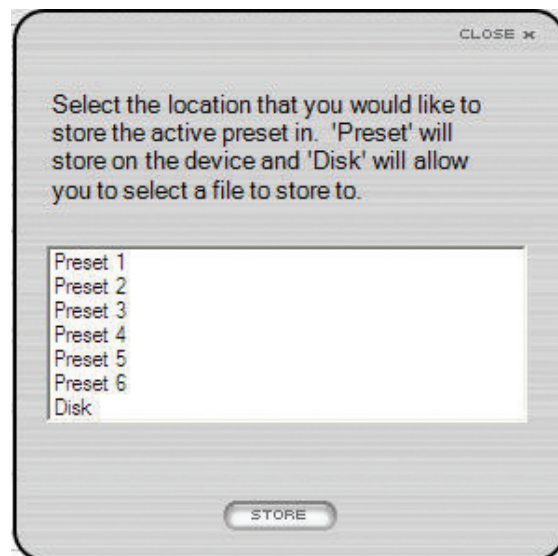 CLOSE ×
Select the location that you would like to
store the active preset in.  'Preset' will
store on the device and 'Disk' will allow
you to select a file to store to.
Preset 1
Preset 2
Preset 3
Preset 4
Preset 5
Preset 6
Disk
STORE